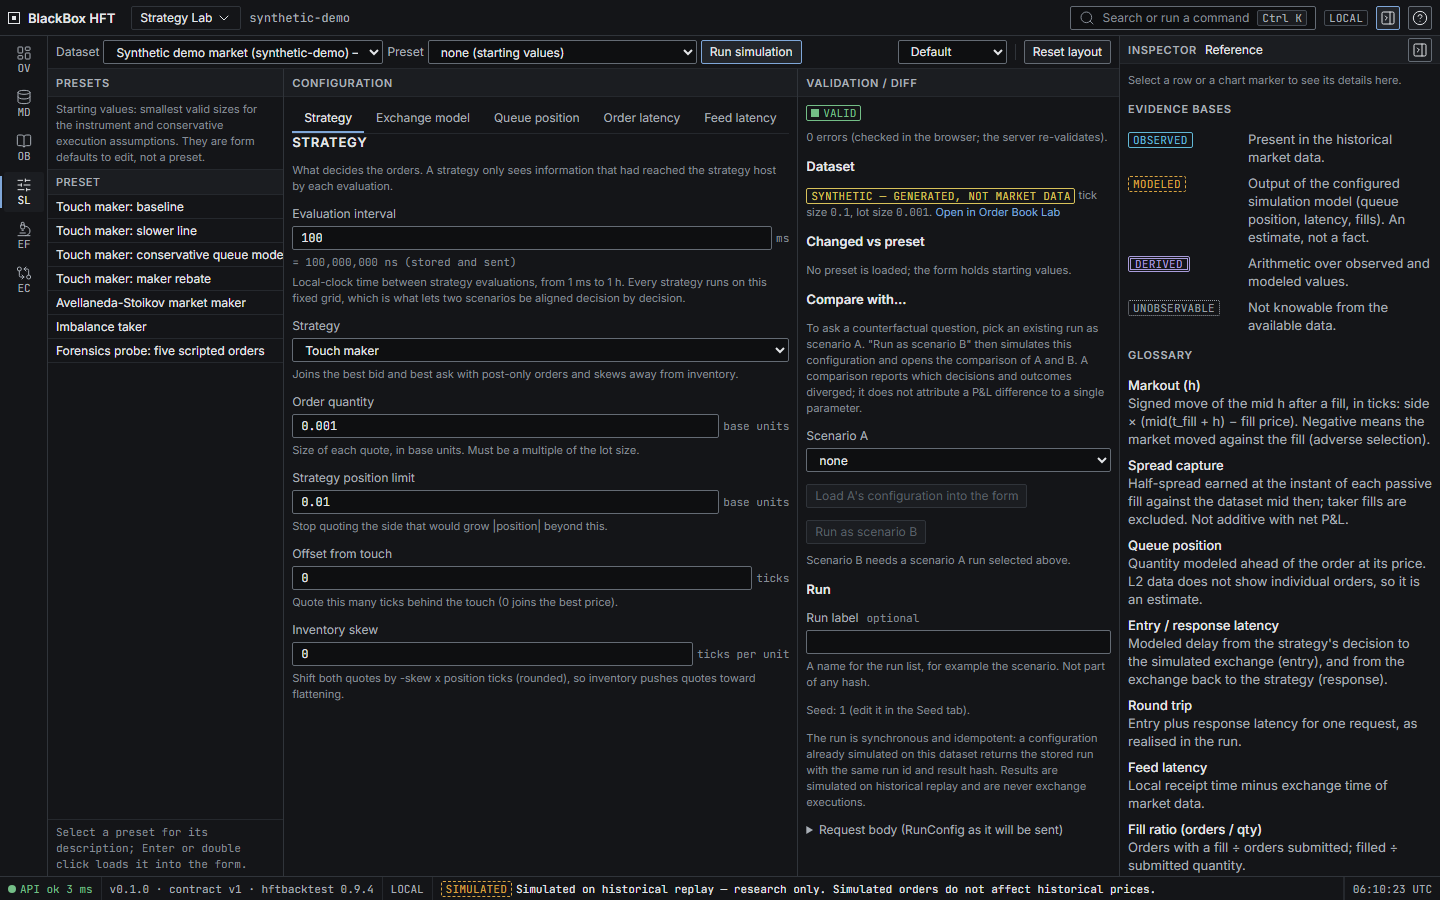 BlackBox HFT
Strategy Lab
synthetic-demo
Search or run a command
Ctrl K
LOCAL
Dataset
Synthetic demo market (synthetic-demo) –
Preset
none (starting values)
Run simulation
Default
Reset layout
INSPECTOR Reference
OV
MD
OB
SL
EF
EC
PRESETS
Starting values: smallest valid sizes for
the instrument and conservative
execution assumptions. They are form
defaults to edit, not a preset.
PRESET
Touch maker: baseline
Touch maker: slower line
Touch maker: conservative queue mode
Touch maker: maker rebate
Avellaneda-Stoikov market maker
Imbalance taker
Forensics probe: five scripted orders
Select a preset for its
description; Enter or double
click loads it into the form.
CONFIGURATION
Strategy
Exchange model
Queue position
Order latency
Feed latency
STRATEGY
What decides the orders. A strategy only sees information that had reached the strategy host
by each evaluation.
Evaluation interval
100 ms
= 100,000,000 ns (stored and sent)
Local-clock time between strategy evaluations, from 1 ms to 1 h. Every strategy runs on this
fixed grid, which is what lets two scenarios be aligned decision by decision.
Strategy
Touch maker
Joins the best bid and best ask with post-only orders and skews away from inventory.
Order quantity
0.001 base units
Size of each quote, in base units. Must be a multiple of the lot size.
Strategy position limit
0.01 base units
Stop quoting the side that would grow |position| beyond this.
Offset from touch
0 ticks
Quote this many ticks behind the touch (0 joins the best price).
Inventory skew
0 ticks per unit
Shift both quotes by -skew x position ticks (rounded), so inventory pushes quotes toward
flattening.
VALIDATION / DIFF
VALID
0 errors (checked in the browser; the server re-validates).
Dataset
SYNTHETIC — GENERATED, NOT MARKET DATA tick
size 0.1, lot size 0.001. Open in Order Book Lab
Changed vs preset
No preset is loaded; the form holds starting values.
Compare with...
To ask a counterfactual question, pick an existing run as
scenario A. "Run as scenario B" then simulates this
configuration and opens the comparison of A and B. A
comparison reports which decisions and outcomes
diverged; it does not attribute a P&L difference to a single
parameter.
Scenario A
none
Load A's configuration into the form
Run as scenario B
Scenario B needs a scenario A run selected above.
Run
Run label optional
A name for the run list, for example the scenario. Not part
of any hash.
Seed: 1 (edit it in the Seed tab).
The run is synchronous and idempotent: a configuration
already simulated on this dataset returns the stored run
with the same run id and result hash. Results are
simulated on historical replay and are never exchange
executions.
Request body (RunConfig as it will be sent)
Select a row or a chart marker to see its details here.
EVIDENCE BASES
OBSERVED Present in the historical
market data.
MODELED Output of the configured
simulation model (queue
position, latency, fills). An
estimate, not a fact.
DERIVED Arithmetic over observed and
modeled values.
UNOBSERVABLE Not knowable from the
available data.
GLOSSARY
Markout (h)
Signed move of the mid h after a fill, in ticks: side
× (mid(t_fill + h) − fill price). Negative means the
market moved against the fill (adverse selection).
Spread capture
Half-spread earned at the instant of each passive
fill against the dataset mid then; taker fills are
excluded. Not additive with net P&L.
Queue position
Quantity modeled ahead of the order at its price.
L2 data does not show individual orders, so it is
an estimate.
Entry / response latency
Modeled delay from the strategy's decision to
the simulated exchange (entry), and from the
exchange back to the strategy (response).
Round trip
Entry plus response latency for one request, as
realised in the run.
Feed latency
Local receipt time minus exchange time of
market data.
Fill ratio (orders / qty)
Orders with a fill ÷ orders submitted; filled ÷
submitted quantity.
API ok 3 ms
v0.1.0 · contract v1 · hftbacktest 0.9.4
LOCAL
SIMULATED Simulated on historical replay — research only. Simulated orders do not affect historical prices.
06:10:23 UTC